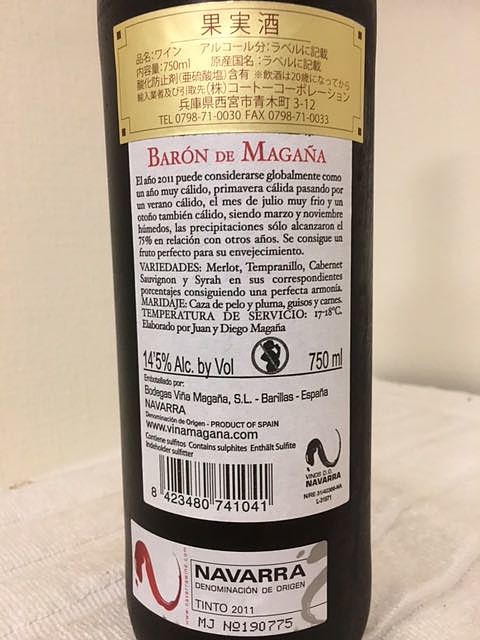 果実酒
品名:ワイン　アルコール分:ラベルに記載
内容量:750ml　原産国名:ラベルに記載
酸化防止剤(亜硫酸塩)含有 ※飲酒は20歳になってから
輸入業者及び引取先 (株)コートーコーポレーション
兵庫県西宮市青木町 3-12
TEL 0798-71-0030 FAX 0798-71-0033
BARÓN DE MAGAÑA
El año 2011 puede considerarse globalmente como
un año muy cálido, primavera cálida pasando por
un verano cálido, el mes de julio muy frio y un
otoño también cálido, siendo marzo y noviembre
húmedos, las precipitaciones sólo alcanzaron el
75% en relación con otros años. Se consigue un
fruto perfecto para su envejecimiento.
VARIEDADES: Merlot, Tempranillo, Cabernet
Sauvignon y Syrah en sus correspondientes
porcentajes consiguiendo una perfecta armonía.
MARIDAJE: Caza de pelo y pluma, guisos y carnes.
TEMPERATURA DE SERVICIO: 17-18ºC.
Elaborado por Juan y Diego Magaña
14'5% Alc. by Vol 750 ml
Embotellado por:
Bodegas Viña Magaña, S.L. - Barillas - España
NAVARRA
Denominación de Origen - PRODUCT OF SPAIN
www.vinamagana.com
Contiene sulfitos Contains sulphites Enthält Sulfite
Indeholder sulfitter
VINOS D.O.
NAVARRA
8 423480 741041
www.navarrawine.com
NAVARRA
DENOMINACIÓN DE ORIGEN
TINTO 2011
MJ Nº190775